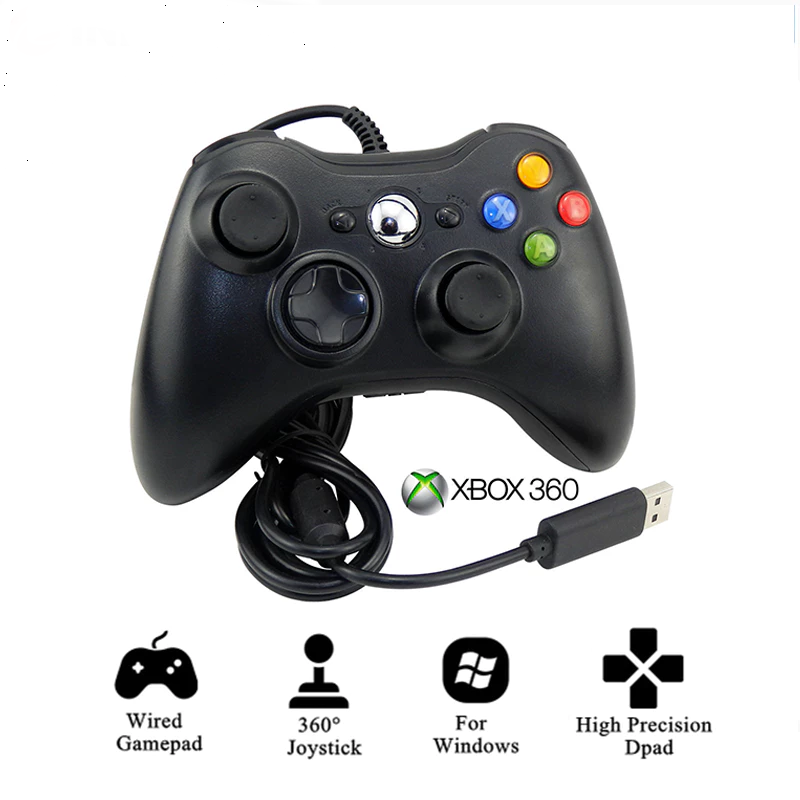 X
A
XBOX 360
Wired
Gamepad
360°
Joystick
For
Windows
High Precision
Dpad